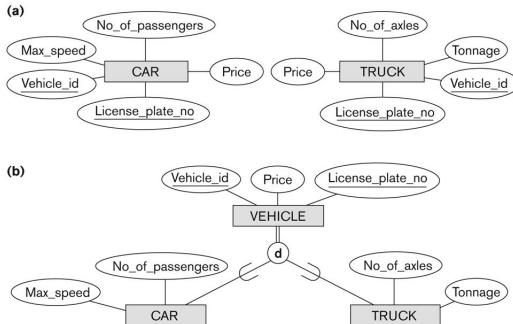 (a)
No_of_passengers
No_of_axles
Max_speed
Tonnage
CAR
Price
Price
TRUCK
Vehicle_id
Vehicle_id
License_plate_no
License_plate_no
(b)
Vehicle_id
Price
License_plate_no
VEHICLE
d
No_of_passengers
No_of_axles
Max_speed
Tonnage
CAR
TRUCK